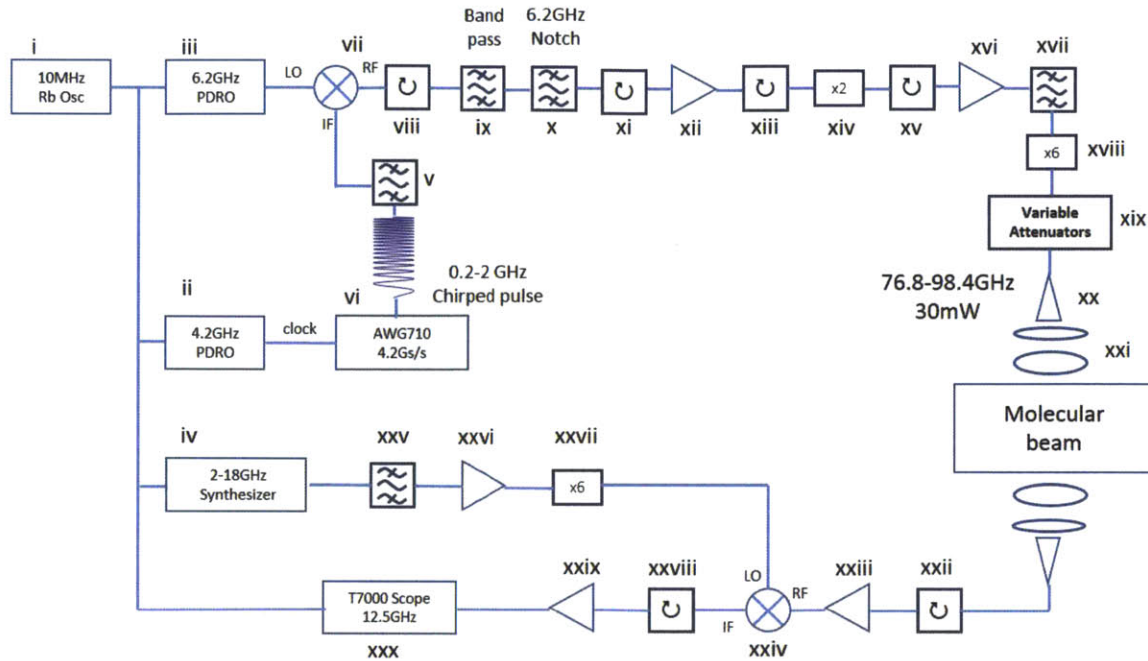 Band
pass
6.2GHz
Notch
i
iii
vii
xvi
xvii
10MHz
Rb Osc
6.2GHz
PDRO
LO
RF
IF
x2
viii
ix
x
xi
xii
xiii
xiv
xv
x6
xviii
v
Variable
Attenuators
xix
0.2-2 GHz
Chirped pulse
76.8-98.4GHz
30mW
xx
ii
vi
4.2GHz
PDRO
clock
AWG710
4.2Gs/s
xxi
Molecular
beam
iv
xxv
xxvi
xxvii
2-18GHz
Synthesizer
x6
xxix
xxviii
LO
RF
IF
xxiii
xxii
T7000 Scope
12.5GHz
xxx
xxiv